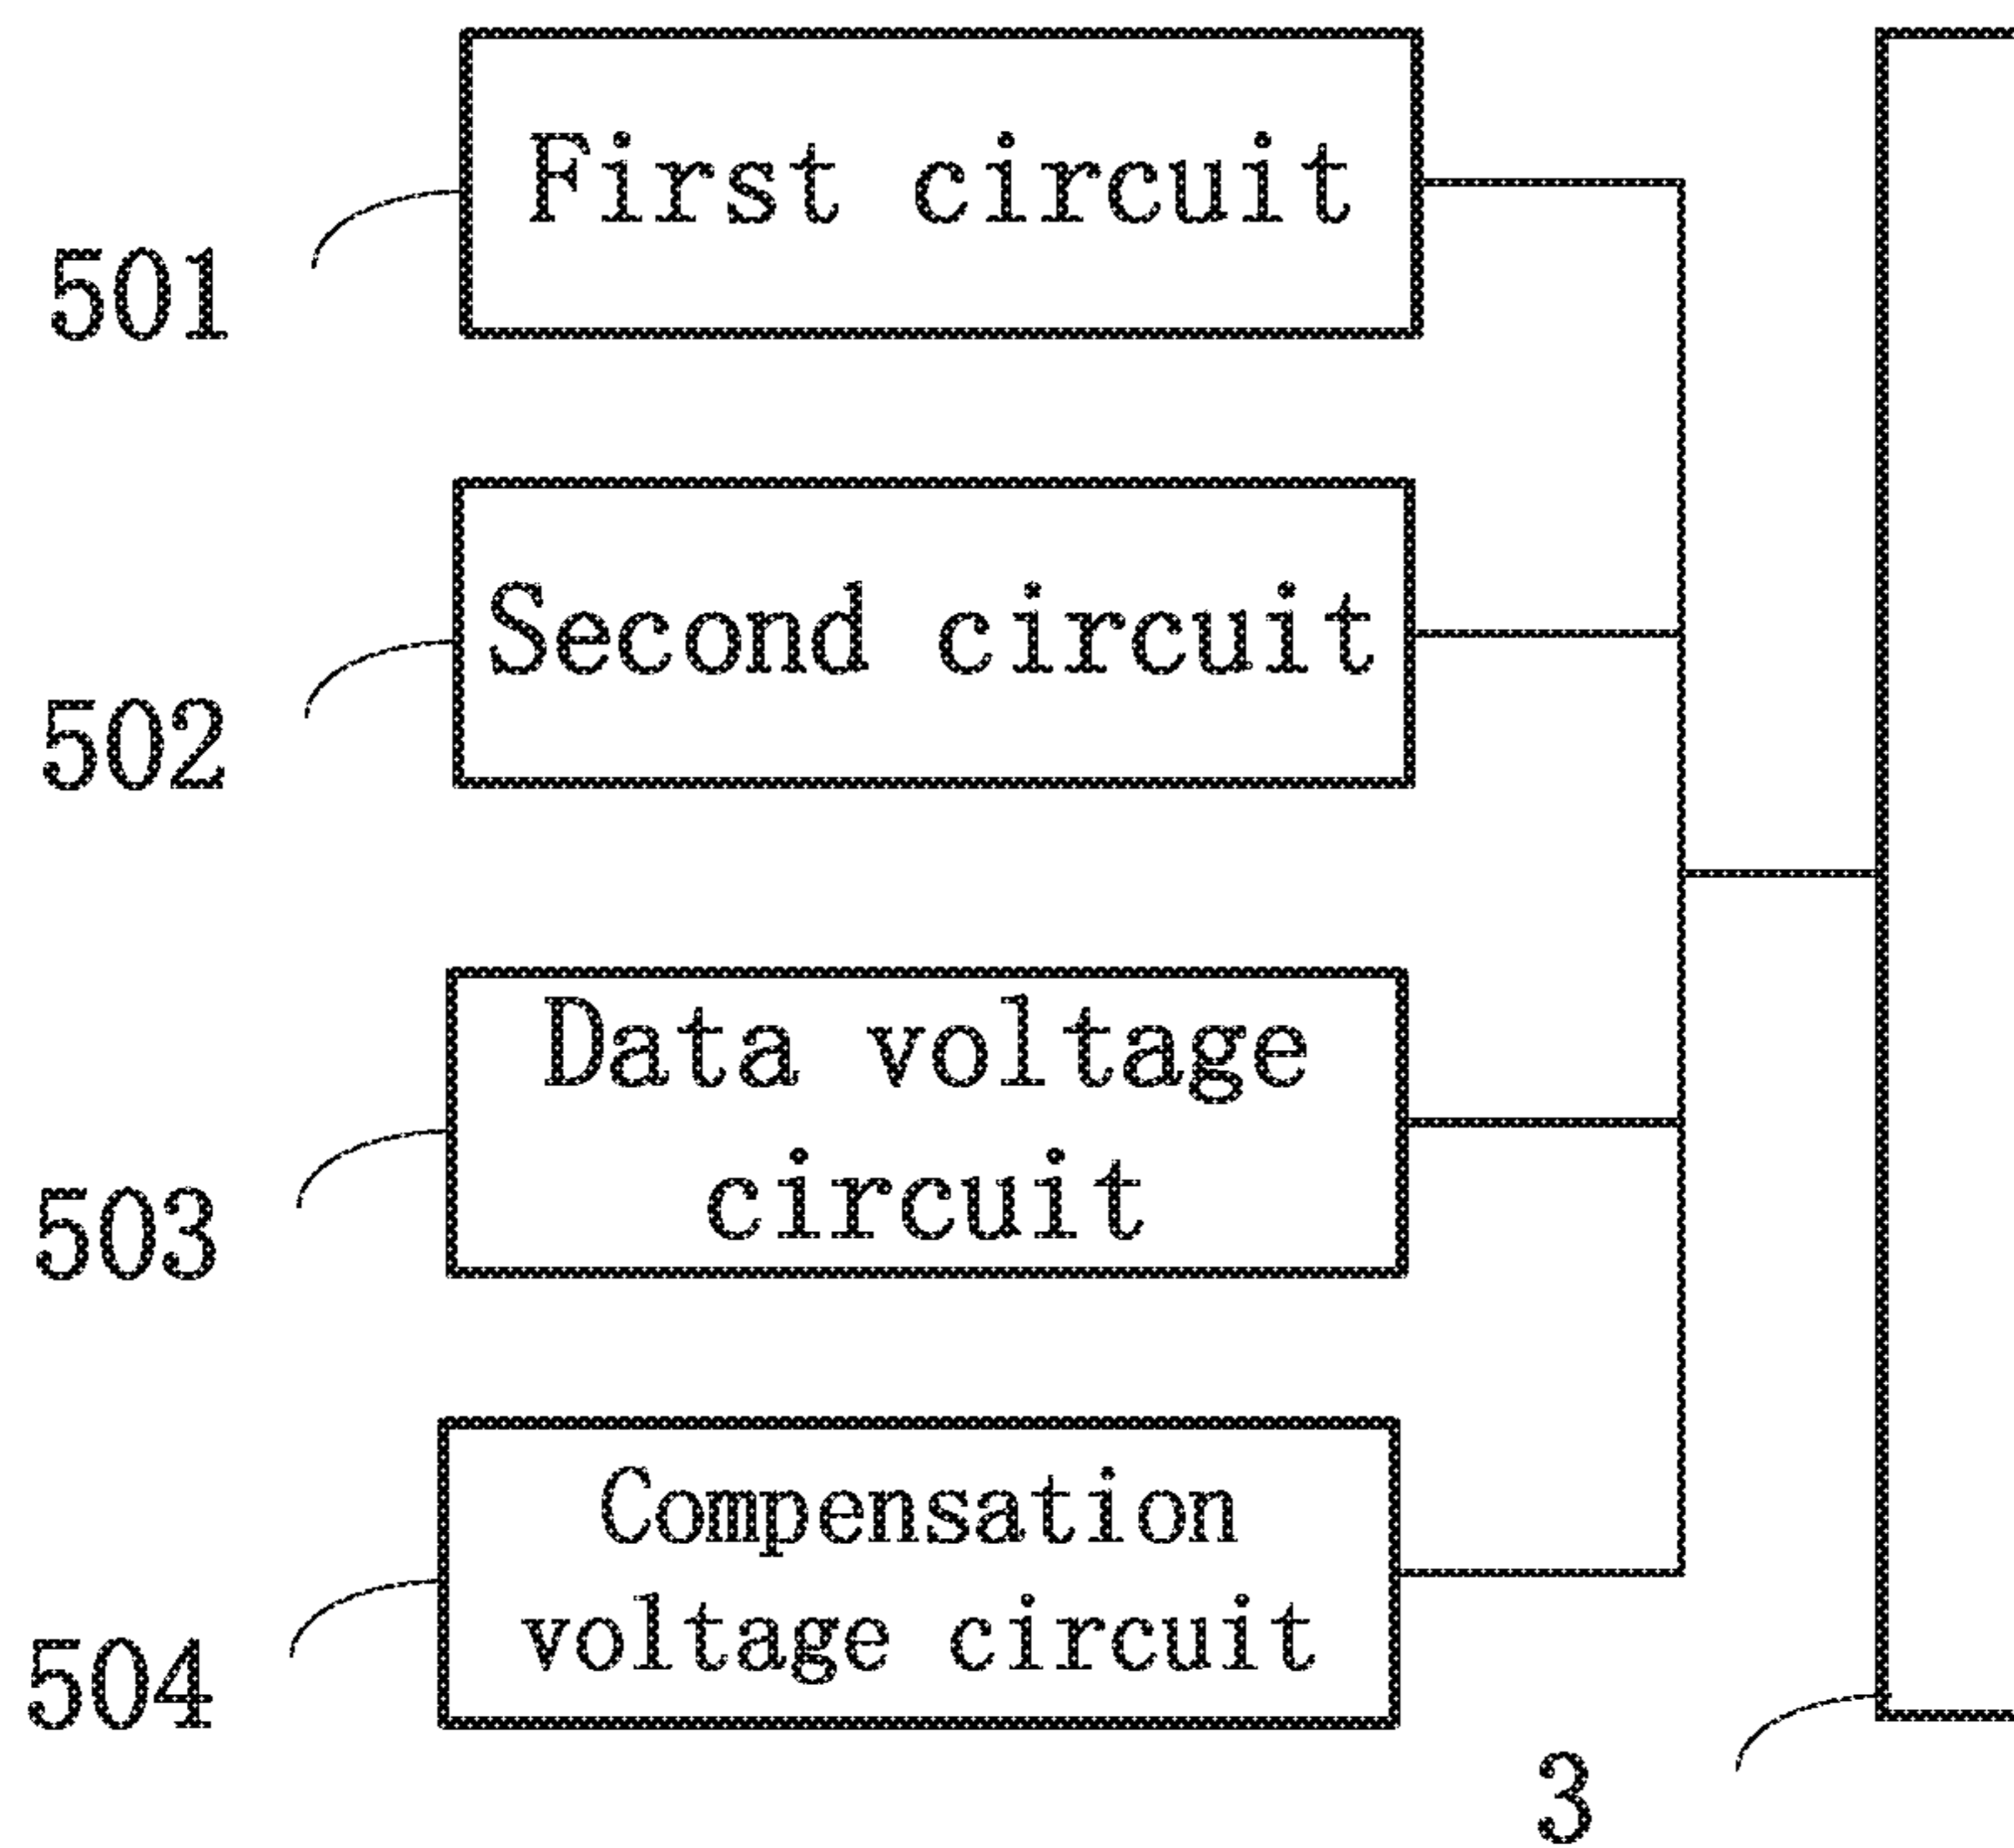 First circuit
501
Second circuit
502
Data voltage
circuit
503
Compensation
voltage circuit
504
3